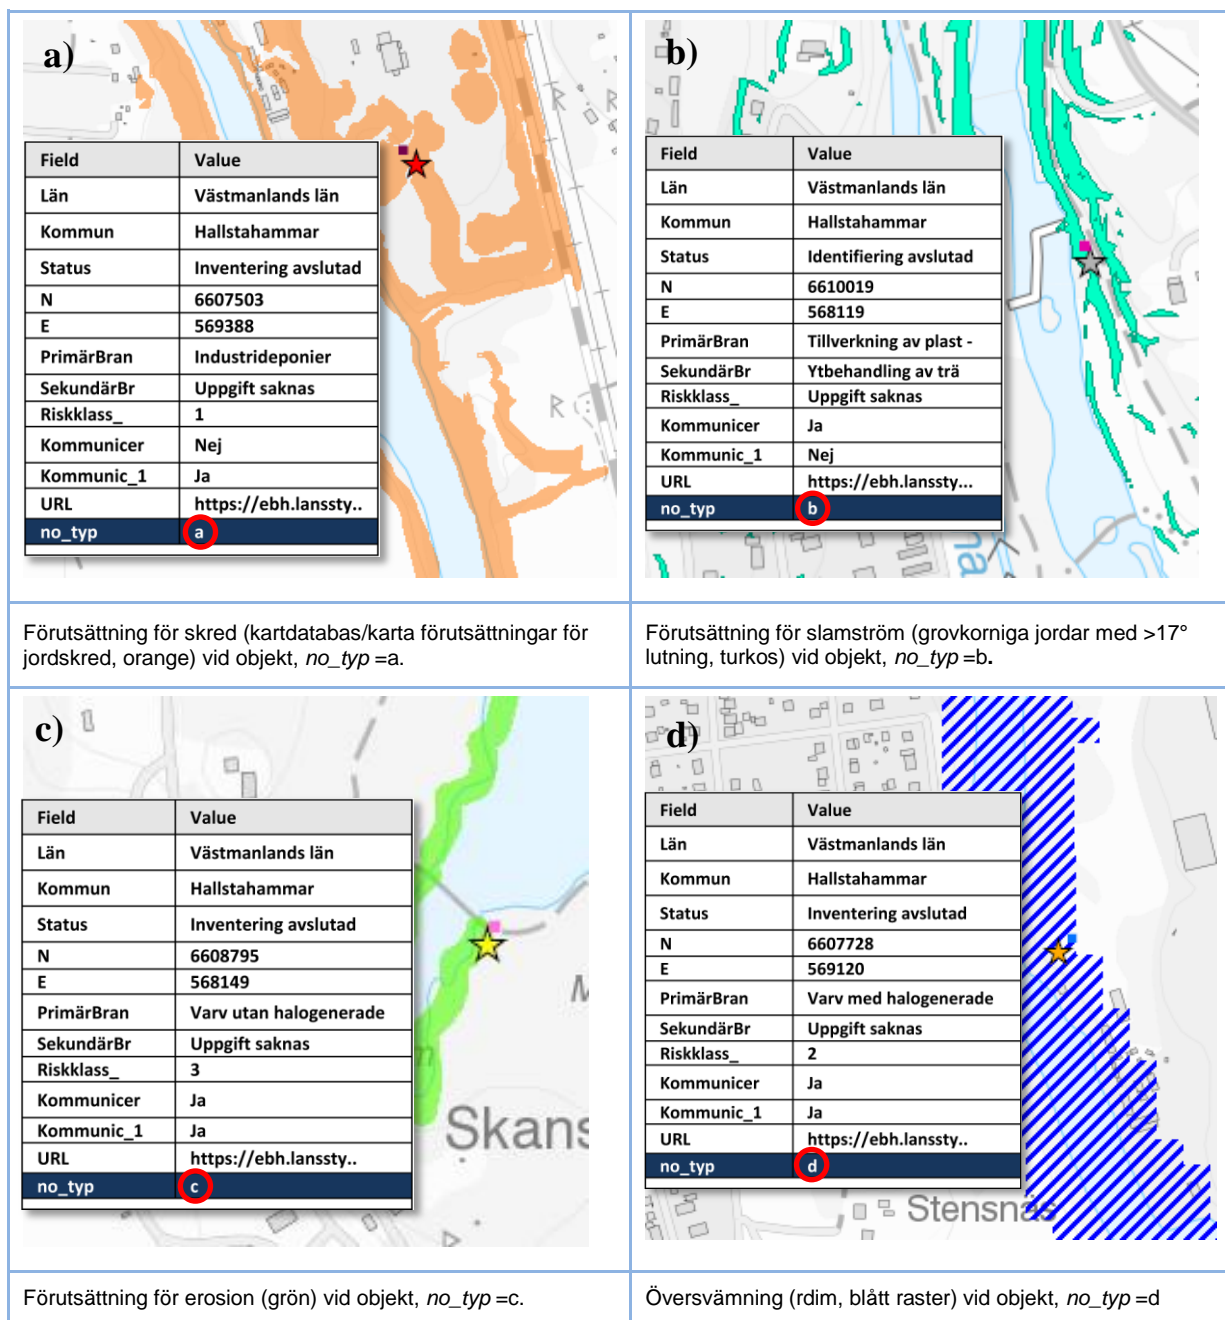 a)
Field Value
Län Västmanlands län
Kommun Hallstahammar
Status Inventering avslutad
N 6607503
E 569388
PrimärBran Industrideponier
SekundärBr Uppgift saknas
Riskklass_ 1
Kommunicer Nej
Kommunic_1 Ja
URL https://ebh.lanssty..
no_typ a
R
R
R
Förutsättning för skred (kartdatabas/karta förutsättningar för
jordskred, orange) vid objekt, no_typ =a.
b)
Field Value
Län Västmanlands län
Kommun Hallstahammar
Status Identifiering avslutad
N 6610019
E 568119
PrimärBran Tillverkning av plast -
SekundärBr Ytbehandling av trä
Riskklass_ Uppgift saknas
Kommunicer Ja
Kommunic_1 Nej
URL https://ebh.lanssty...
no_typ b
na
Förutsättning för slamström (grovkorniga jordar med >17°
lutning, turkos) vid objekt, no_typ =b.
c)
Field Value
Län Västmanlands län
Kommun Hallstahammar
Status Inventering avslutad
N 6608795
E 568149
PrimärBran Varv utan halogenerade
SekundärBr Uppgift saknas
Riskklass_ 3
Kommunicer Ja
Kommunic_1 Ja
URL https://ebh.lanssty..
no_typ c
M
m
Skans
Förutsättning för erosion (grön) vid objekt, no_typ =c.
d)
Field Value
Län Västmanlands län
Kommun Hallstahammar
Status Inventering avslutad
N 6607728
E 569120
PrimärBran Varv med halogenerade
SekundärBr Uppgift saknas
Riskklass_ 2
Kommunicer Ja
Kommunic_1 Ja
URL https://ebh.lanssty..
no_typ d
Stensnäs
Översvämning (rdim, blått raster) vid objekt, no_typ =d